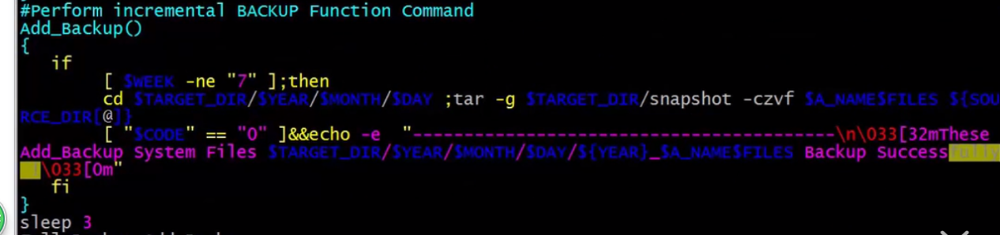 #Perform incremental BACKUP Function Command
Add_Backup()
{
if
[ $WEEK -ne "7" ];then
cd $TARGET_DIR/$YEAR/$MONTH/$DAY ;tar -g $TARGET_DIR/snapshot -czvf $A_NAME$FILES ${SOU
RCE_DIR[@]}
[ "$CODE" == "0" ]&&echo -e "-----------------------------------------\n\033[32mThese
Add_Backup System Files $TARGET_DIR/$YEAR/$MONTH/$DAY/${YEAR}_$A_NAME$FILES Backup Successfully
!\033[0m"
fi
}
sleep 3